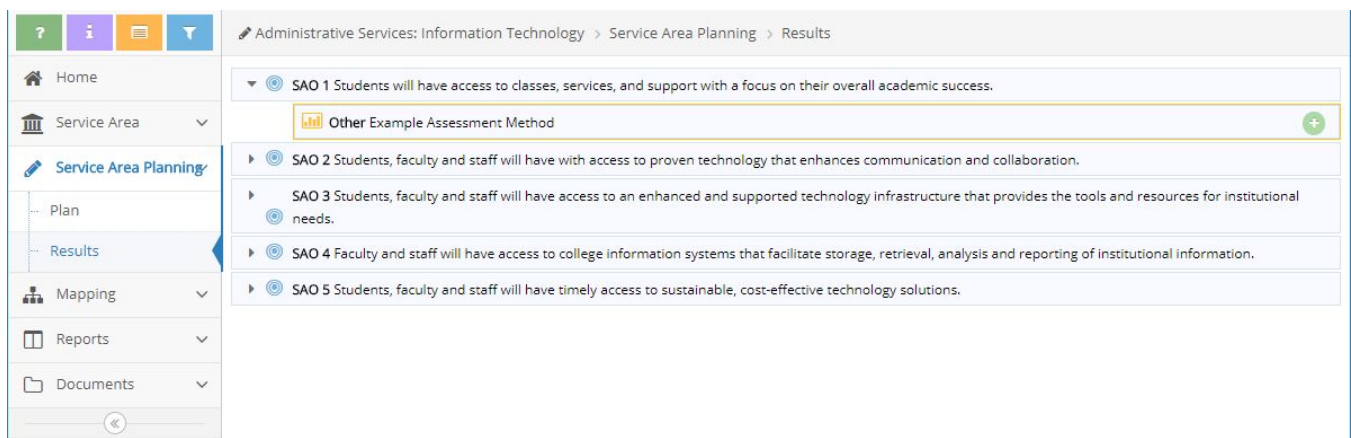 ? i
Administrative Services: Information Technology > Service Area Planning > Results
Home
Service Area
Service Area Planning
Plan
Results
Mapping
Reports
Documents
SAO 1 Students will have access to classes, services, and support with a focus on their overall academic success.
Other Example Assessment Method
SAO 2 Students, faculty and staff will have with access to proven technology that enhances communication and collaboration.
SAO 3 Students, faculty and staff will have access to an enhanced and supported technology infrastructure that provides the tools and resources for institutional
needs.
SAO 4 Faculty and staff will have access to college information systems that facilitate storage, retrieval, analysis and reporting of institutional information.
SAO 5 Students, faculty and staff will have timely access to sustainable, cost-effective technology solutions.